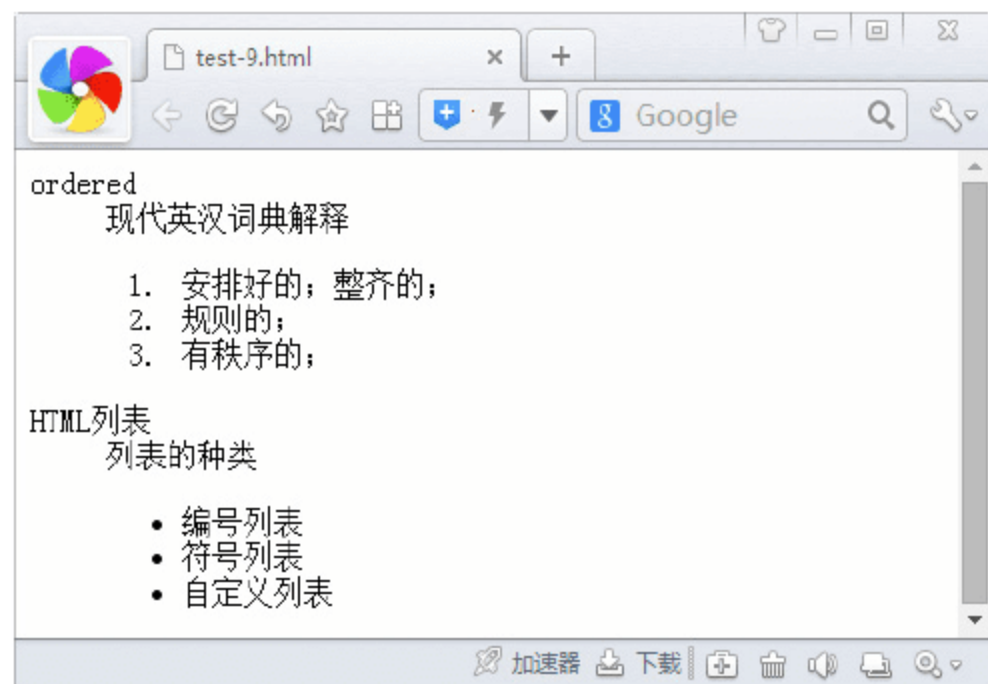 test-9.html
Google
ordered
现代英汉词典解释
1. 安排好的；整齐的；
2. 规则的；
3. 有秩序的；
HTML列表
列表的种类
• 编号列表
• 符号列表
• 自定义列表
加速器 下载